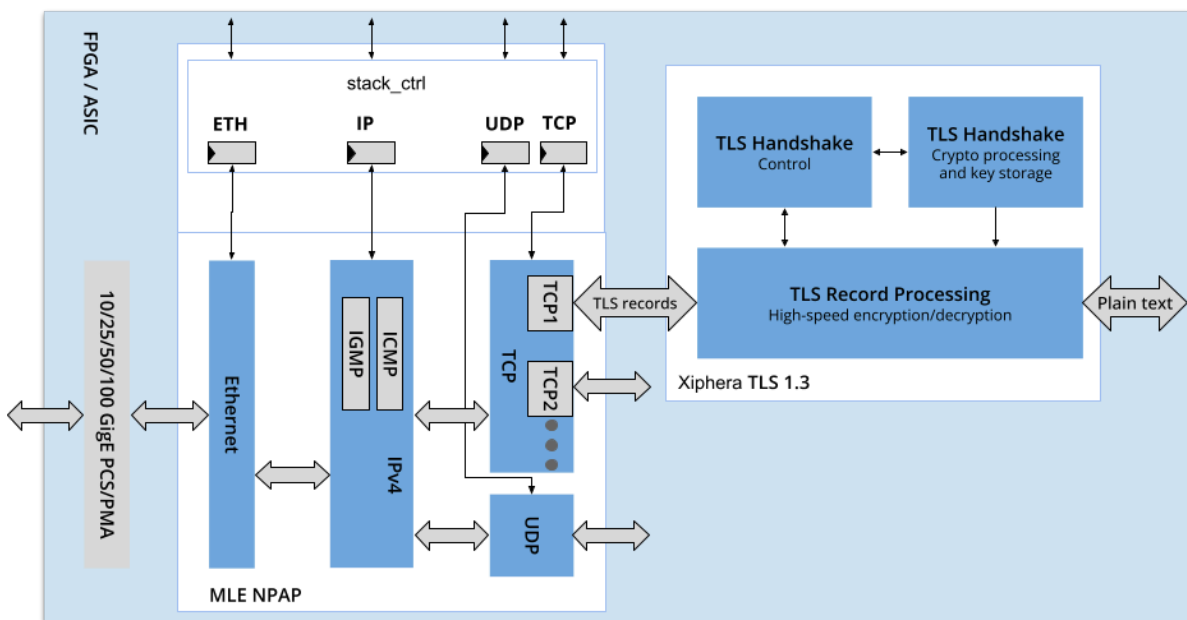 FPGA / ASIC
stack_ctrl
ETH
IP
UDP
TCP
10/25/50/100 GigE PCS/PMA
Ethernet
IGMP
ICMP
IPv4
TCP
TCP1
TCP2
UDP
MLE NPAP
TLS records
TLS Handshake
Control
TLS Handshake
Crypto processing
and key storage
TLS Record Processing
High-speed encryption/decryption
Plain text
Xiphera TLS 1.3